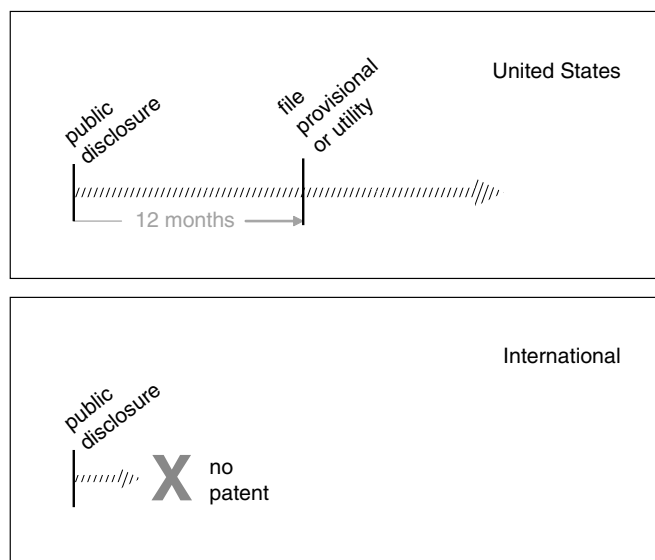 United States
public
disclosure
file
provisional
or utility
12 months
International
public
disclosure
no
patent